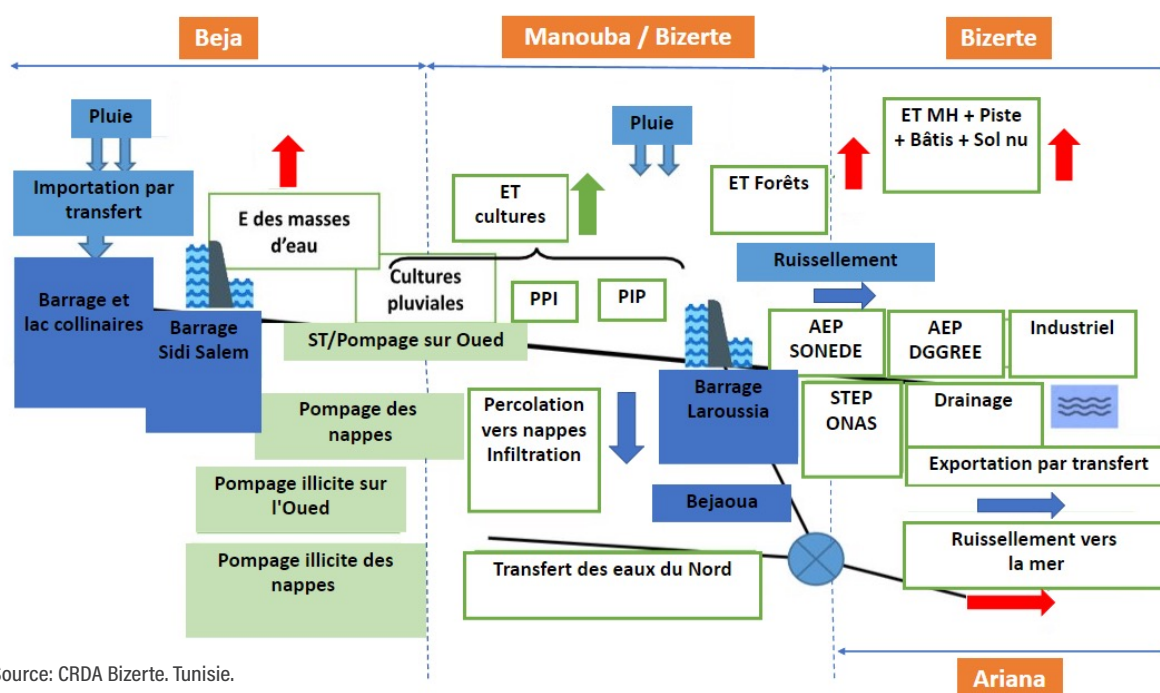 Beja
Manouba / Bizerte
Bizerte
Pluie
Importation par
transfert
Barrage et
lac collinaires
Barrage
Sidi Salem
E des masses
d'eau
Cultures
pluviales
ST/Pompage sur Oued
Pompage des
nappes
Pompage illicite sur
l'Oued
Pompage illicite des
nappes
ET
cultures
Pluie
PPI
PIP
Percolation
vers nappes
Infiltration
Transfert des eaux du Nord
Barrage
Laroussia
Bejaoua
ET Forêts
ET MH + Piste
+ Bâtis + Sol nu
Ruissellement
AEP
SONEDE
AEP
DGGREE
Industriel
STEP
ONAS
Drainage
Exportation par transfert
Ruissellement vers
la mer
Ariana
Source: CRDA Bizerte. Tunisie.